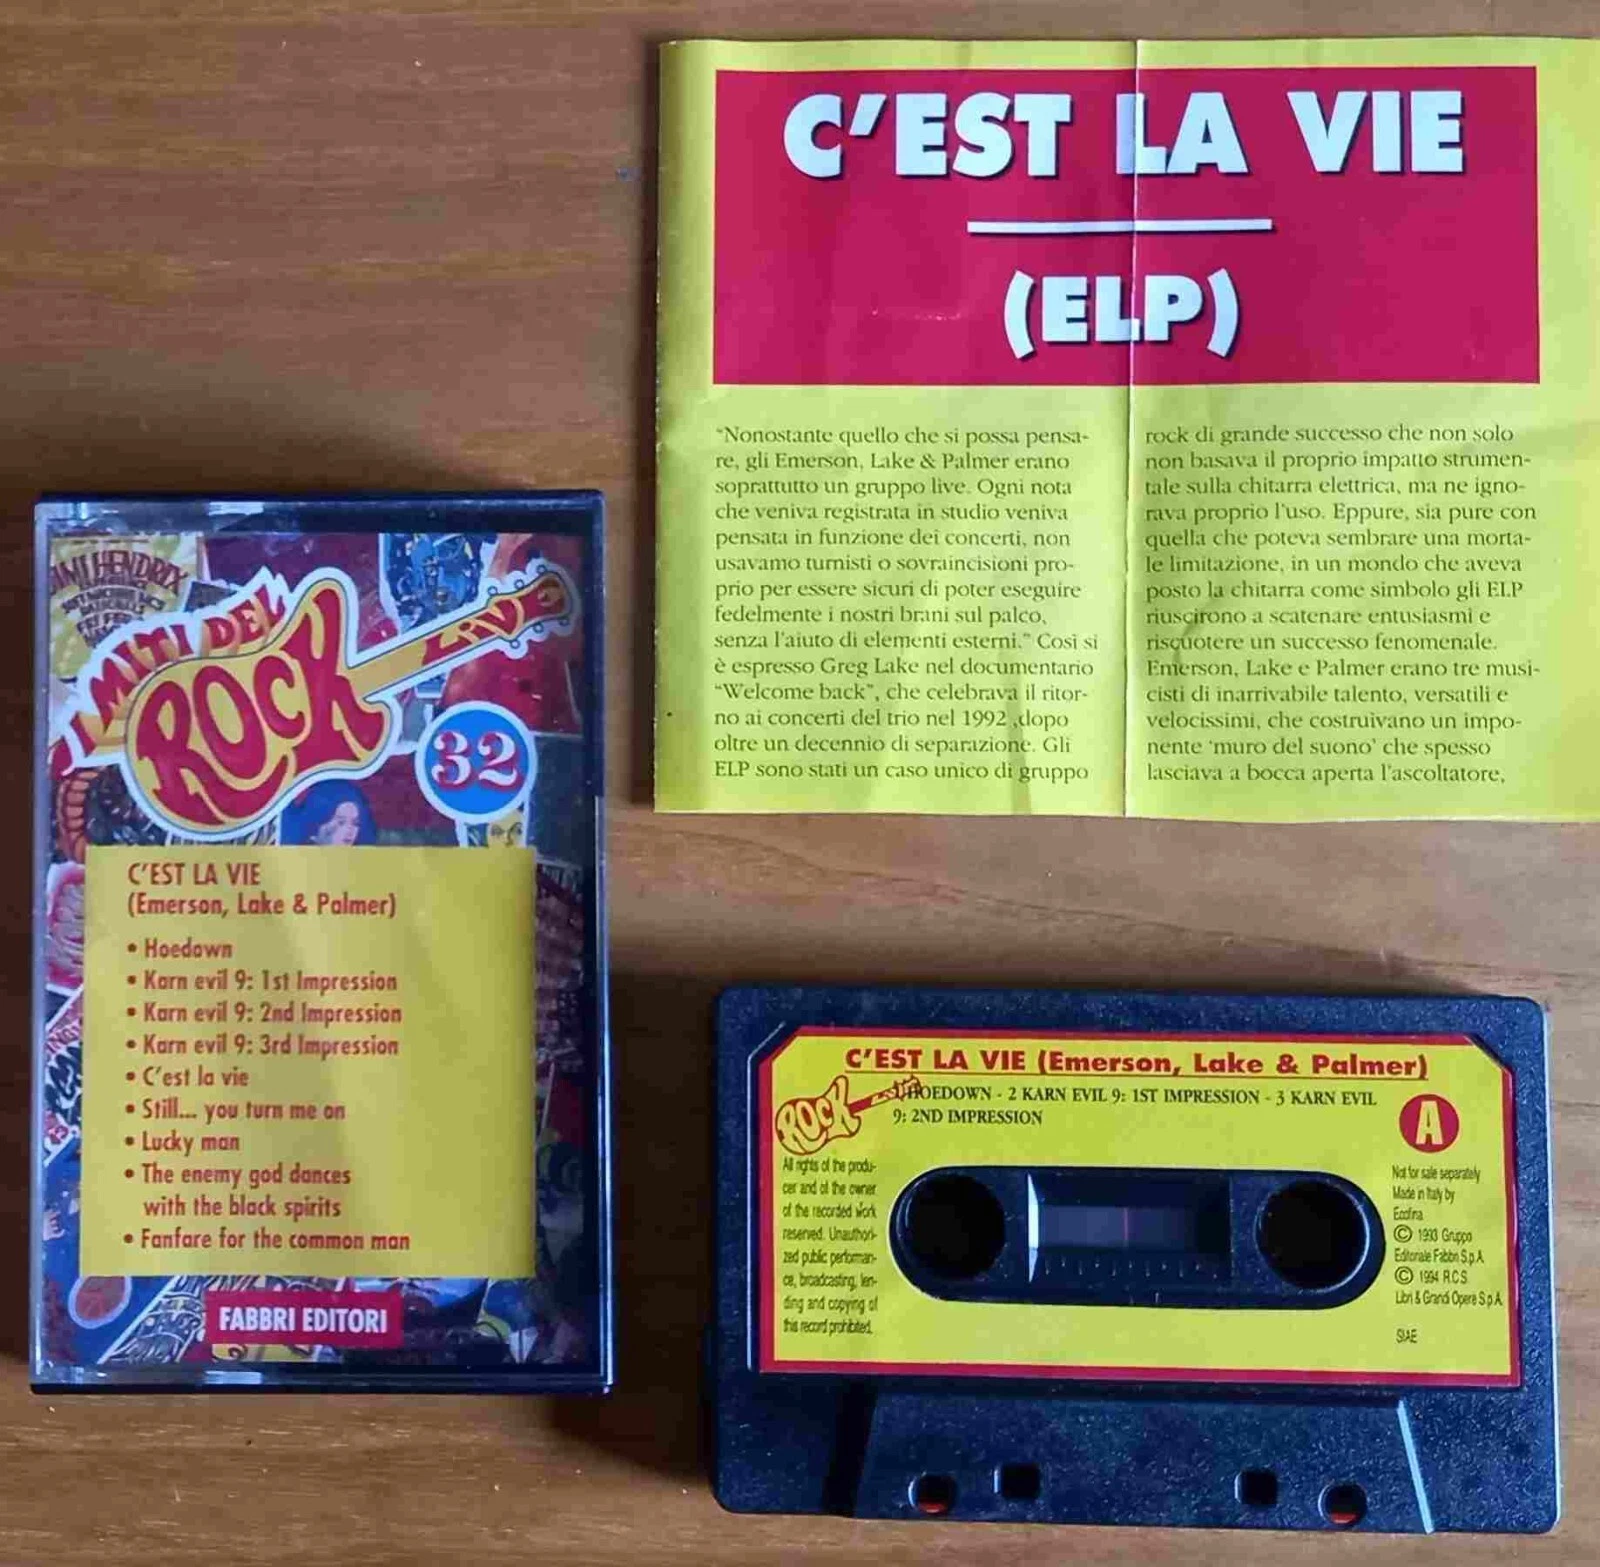 C'EST LA VIE
(ELP)
"Nonostante quello che si possa pensa-
re, gli Emerson, Lake & Palmer erano
soprattutto un gruppo live. Ogni nota
che veniva registrata in studio veniva
pensata in funzione dei concerti, non
usavamo turnisti o sovraincisioni pro-
prio per essere sicuri di poter eseguire
fedelmente i nostri brani sul palco,
senza l'aiuto di elementi esterni." Così si
è espresso Greg Lake nel documentario
"Welcome back", che celebrava il ritor-
no ai concerti del trio nel 1992 ,dopo
oltre un decennio di separazione. Gli
ELP sono stati un caso unico di gruppo
rock di grande successo che non solo
non basava il proprio impatto strumen-
tale sulla chitarra elettrica, ma ne igno-
rava proprio l'uso. Eppure, sia pure con
quella che poteva sembrare una morta-
le limitazione, in un mondo che aveva
posto la chitarra come simbolo gli ELP
riuscirono a scatenare entusiasmi e
risquotere un successo fenomenale.
Emerson, Lake e Palmer erano tre musi-
cisti di inarrivabile talento, versatili e
velocissimi, che costruivano un impo-
nente 'muro del suono' che spesso
lasciava a bocca aperta l'ascoltatore,
HENDRIX
I MITI DEL
ROCK
LIVE
32
C'EST LA VIE
(Emerson, Lake & Palmer)
• Hoedown
• Karn evil 9: 1st Impression
• Karn evil 9: 2nd Impression
• Karn evil 9: 3rd Impression
• C'est la vie
• Still... you turn me on
• Lucky man
• The enemy god dances
with the black spirits
• Fanfare for the common man
FABBRI EDITORI
C'EST LA VIE (Emerson, Lake & Palmer)
ROCK
HOEDOWN - 2 KARN EVIL 9: 1ST IMPRESSION - 3 KARN EVIL
9: 2ND IMPRESSION
A
All rights of the produ-
cer and of the owner
of the recorded work
reserved. Unauthori-
zed public performan-
ce, broadcasting, len-
ding and copying of
this record prohibited.
Not for sale separately
Made in Italy by
Ecofina
© 1993 Gruppo
Editoriale Fabbri S.p.A.
© 1994 R.C.S.
Libri & Grandi Opere S.p.A.
SIAE